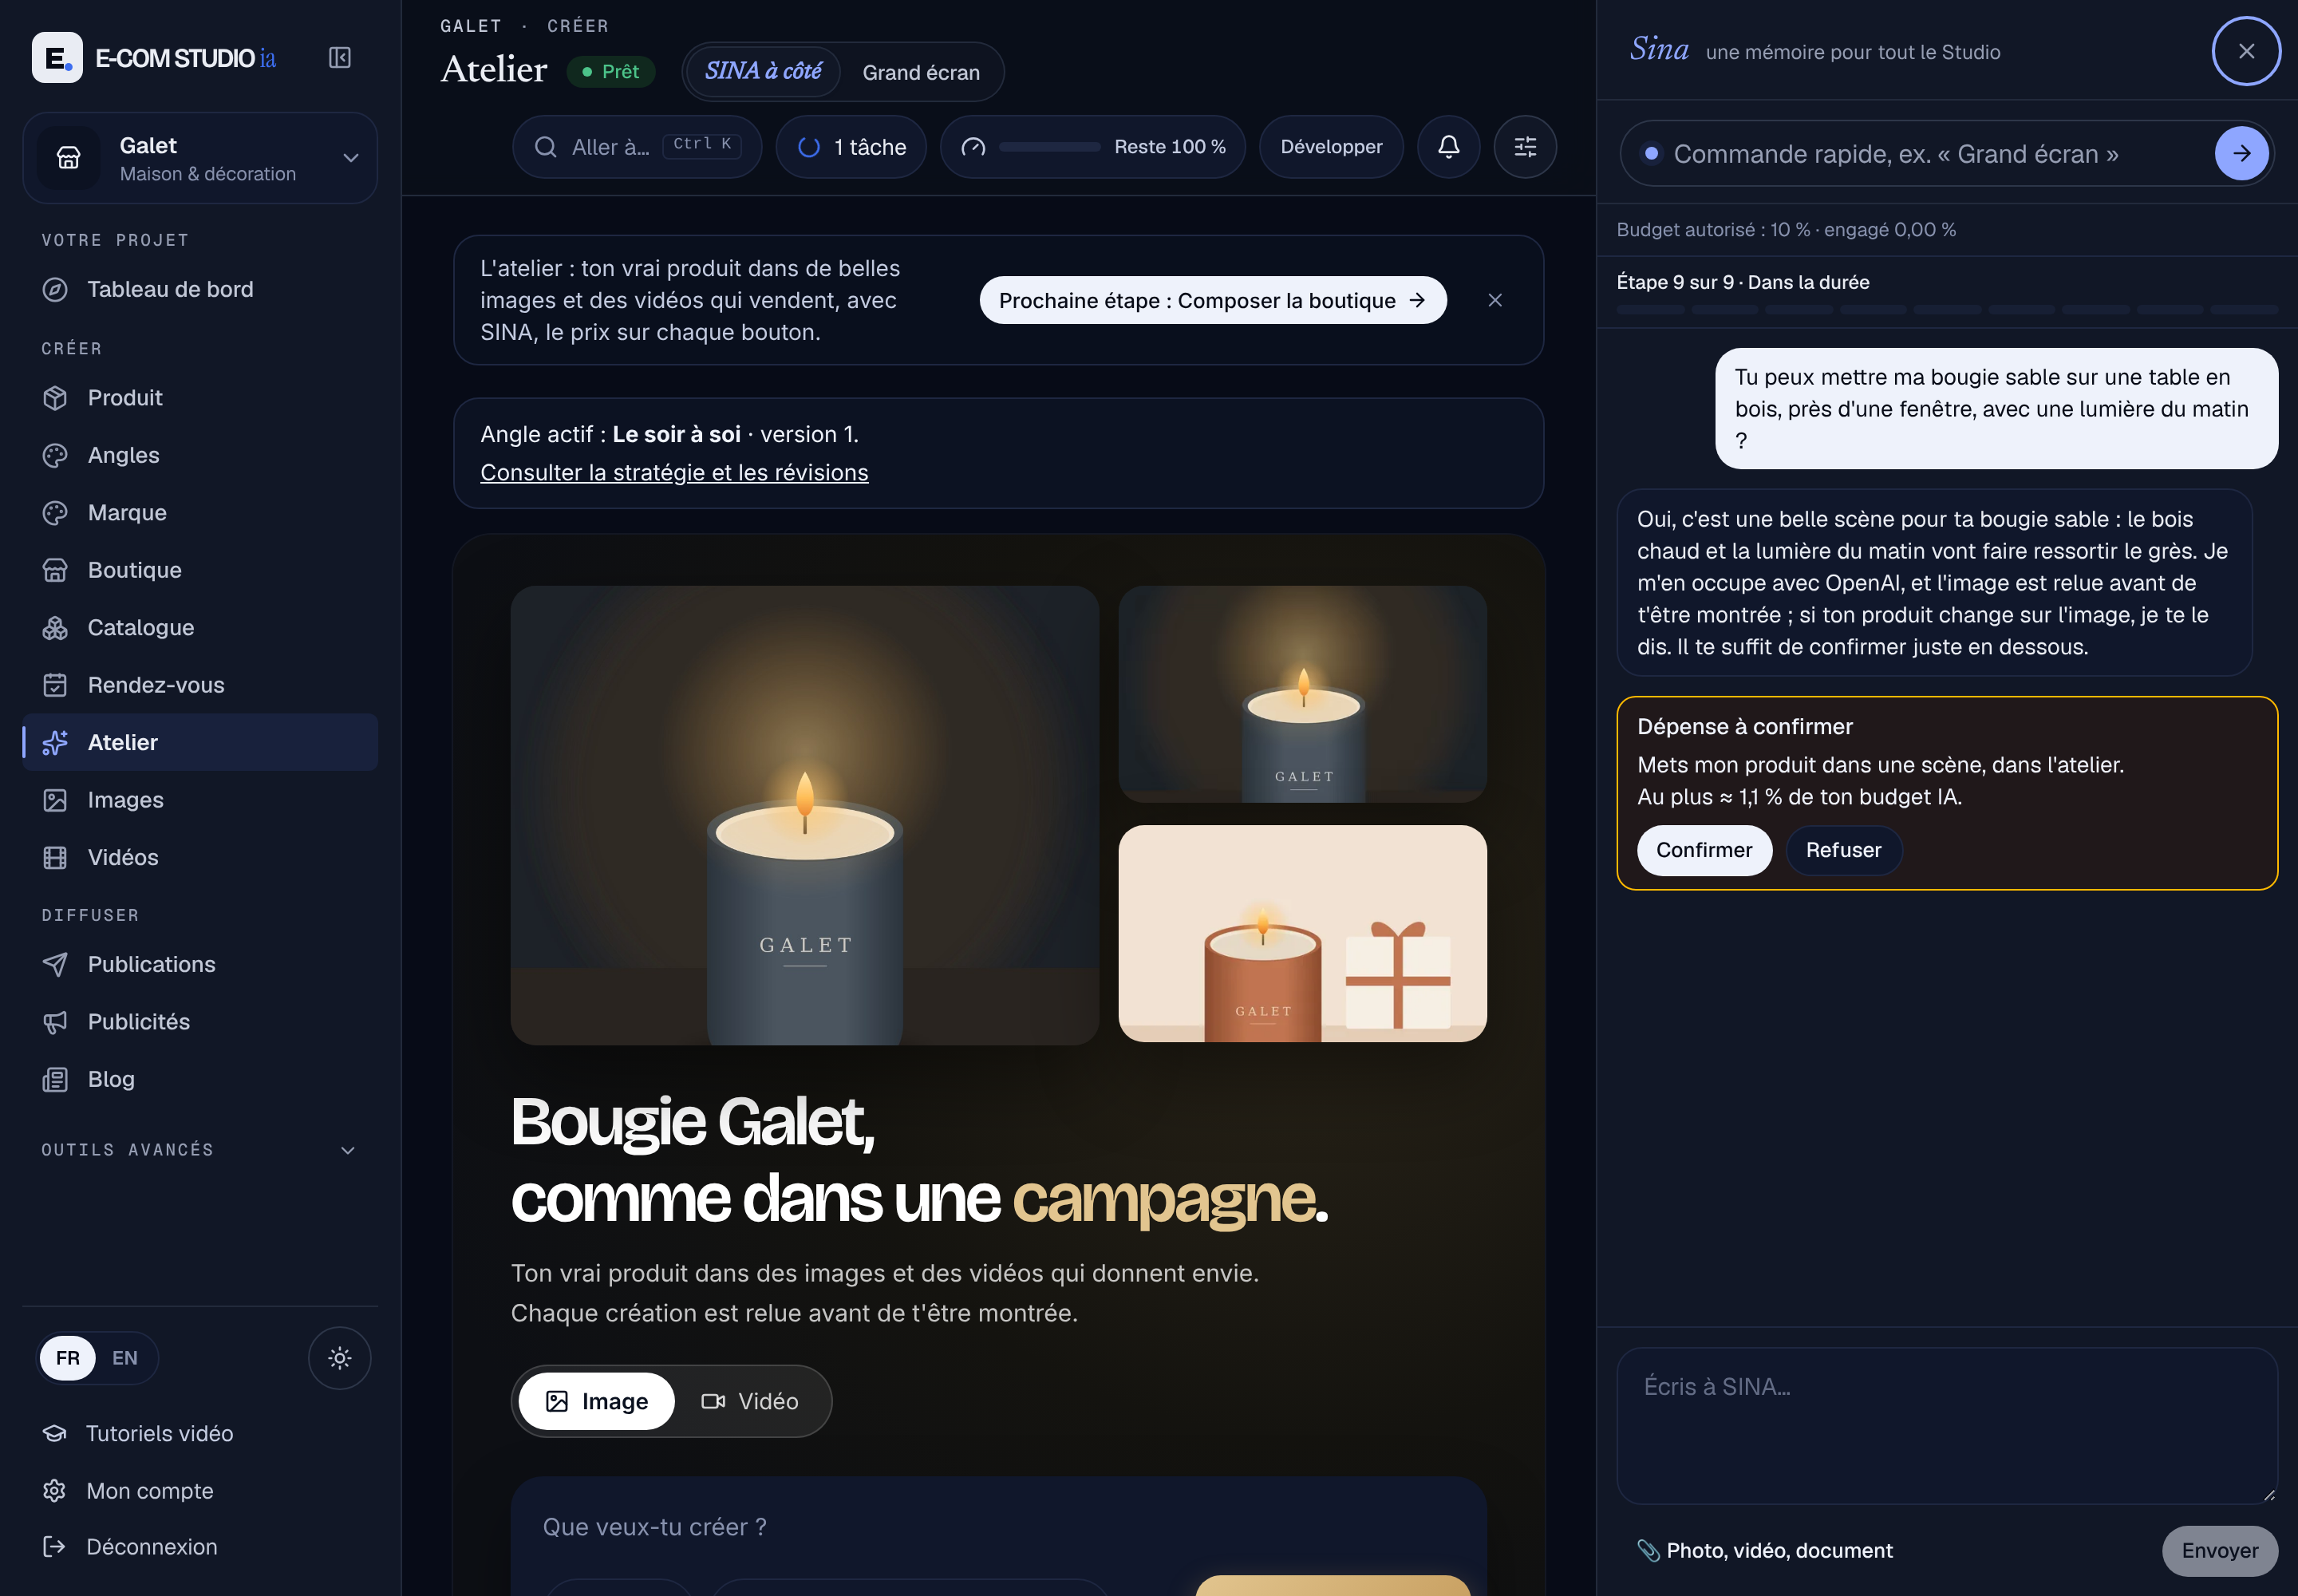 E. E-COM STUDIO ia
Galet
Maison & décoration
VOTRE PROJET
Tableau de bord
CRÉER
Produit
Angles
Marque
Boutique
Catalogue
Rendez-vous
Atelier
Images
Vidéos
DIFFUSER
Publications
Publicités
Blog
OUTILS AVANCÉS
FR EN
Tutoriels vidéo
Mon compte
Déconnexion
GALET · CRÉER
Atelier Prêt SINA à côté Grand écran
Aller à... Ctrl K 1 tâche Reste 100 % Développer
L'atelier : ton vrai produit dans de belles
images et des vidéos qui vendent, avec
SINA, le prix sur chaque bouton.
Prochaine étape : Composer la boutique →
Angle actif : Le soir à soi · version 1.
Consulter la stratégie et les révisions
GALET
GALET
GALET
Bougie Galet,
comme dans une campagne.
Ton vrai produit dans des images et des vidéos qui donnent envie.
Chaque création est relue avant de t'être montrée.
Image Vidéo
Que veux-tu créer ?
Sina une mémoire pour tout le Studio
Commande rapide, ex. « Grand écran »
Budget autorisé : 10 % · engagé 0,00 %
Étape 9 sur 9 · Dans la durée
Tu peux mettre ma bougie sable sur une table en
bois, près d'une fenêtre, avec une lumière du matin
?
Oui, c'est une belle scène pour ta bougie sable : le bois
chaud et la lumière du matin vont faire ressortir le grès. Je
m'en occupe avec OpenAI, et l'image est relue avant de
t'être montrée ; si ton produit change sur l'image, je te le
dis. Il te suffit de confirmer juste en dessous.
Dépense à confirmer
Mets mon produit dans une scène, dans l'atelier.
Au plus ≈ 1,1 % de ton budget IA.
Confirmer Refuser
Écris à SINA...
Photo, vidéo, document Envoyer